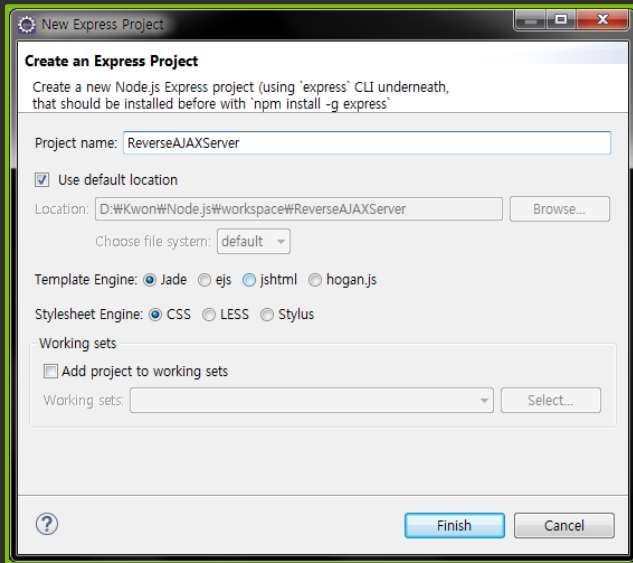 New Express Project
Create an Express Project
Create a new Node.js Express project (using `express` CLI underneath,
that should be installed before with `npm install -g express`
Project name: ReverseAJAXServer
Use default location
Location: D:₩Kwon₩Node.js₩workspace₩ReverseAJAXServer Browse...
Choose file system: default
Template Engine: Jade ejs jshtml hogan.js
Stylesheet Engine: CSS LESS Stylus
Working sets
Add project to working sets
Working sets: Select...
? Finish Cancel